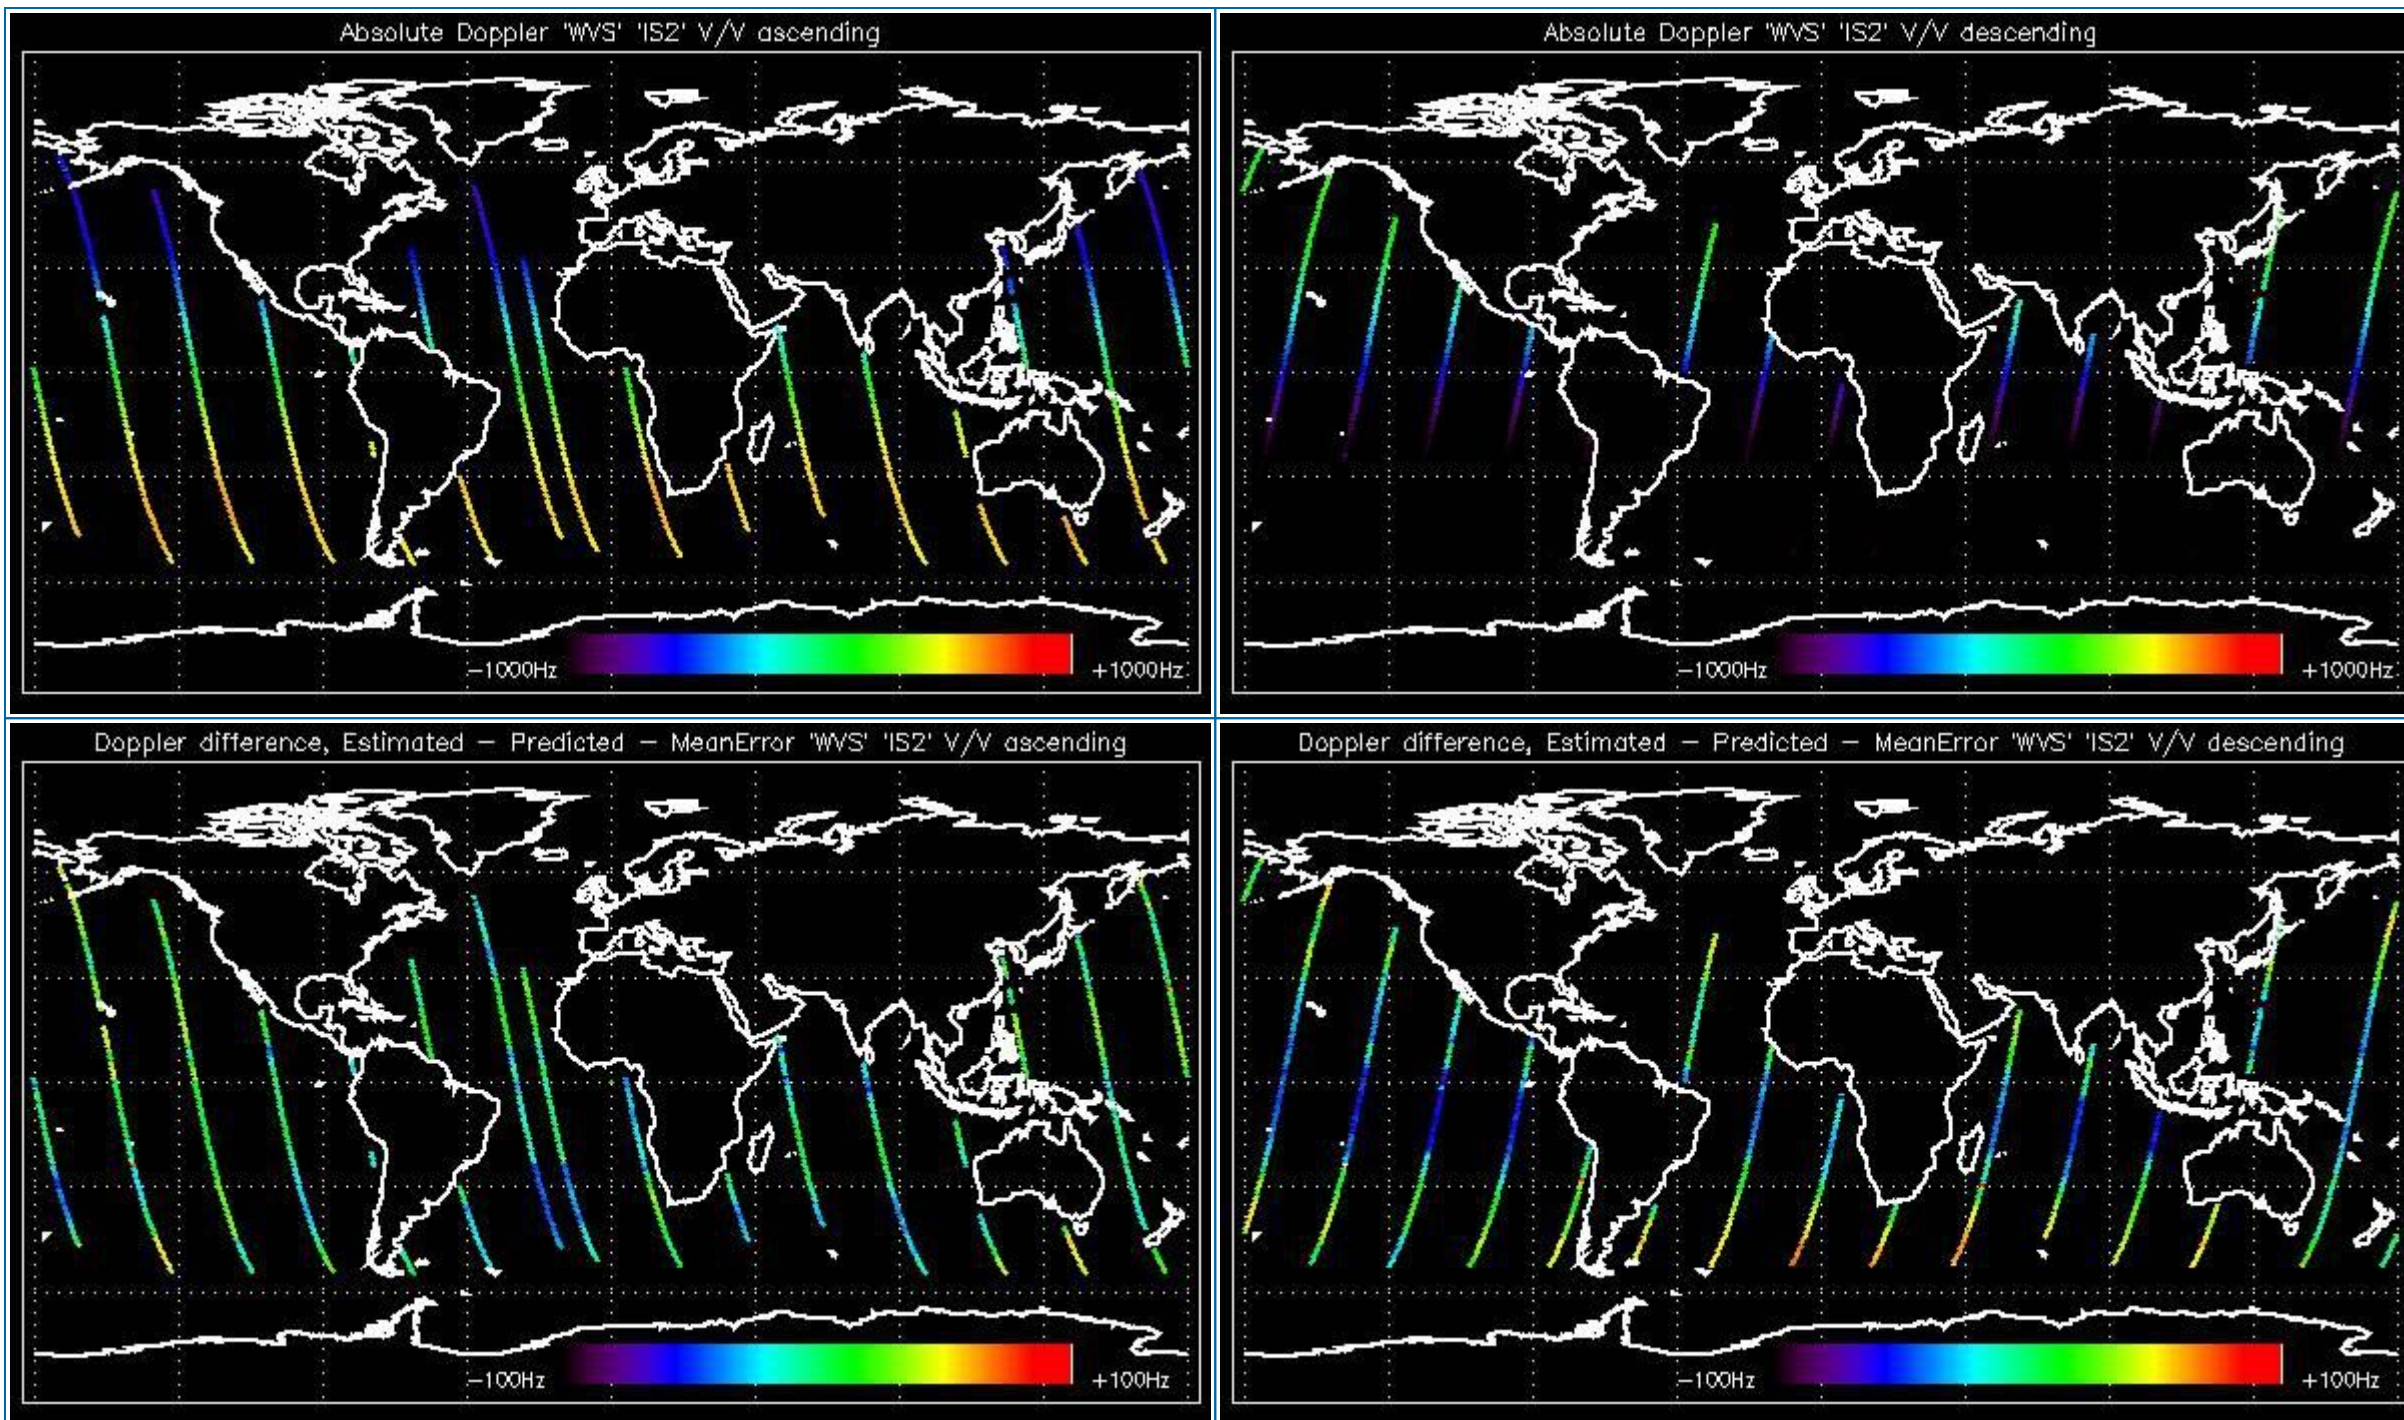 Absolute Doppler 'WVS' 'IS2' V/V ascending
-1000Hz
+1000Hz
Absolute Doppler 'WVS' 'IS2' V/V descending
-1000Hz
+1000Hz
Doppler difference, Estimated - Predicted - MeanError 'WVS' 'IS2' V/V ascending
-100Hz
+100Hz
Doppler difference, Estimated - Predicted - MeanError 'WVS' 'IS2' V/V descending
-100Hz
+100Hz